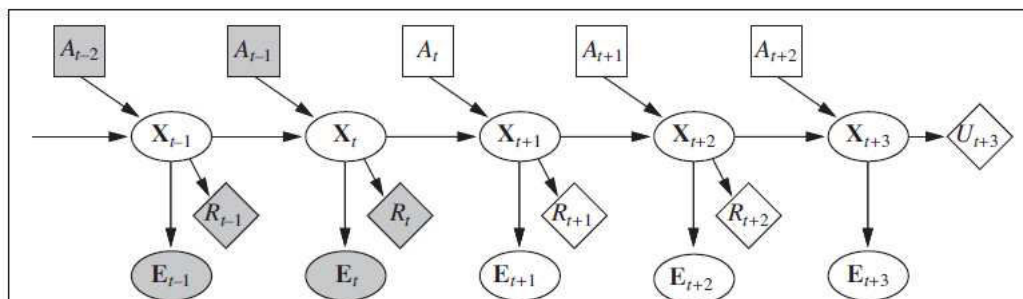 A_{t–2} A_{t–1} A_t A_{t+1} A_{t+2}
X_{t–1} X_t X_{t+1} X_{t+2} X_{t+3} U_{t+3}
R_{t–1} R_t R_{t+1} R_{t+2}
E_{t–1} E_t E_{t+1} E_{t+2} E_{t+3}